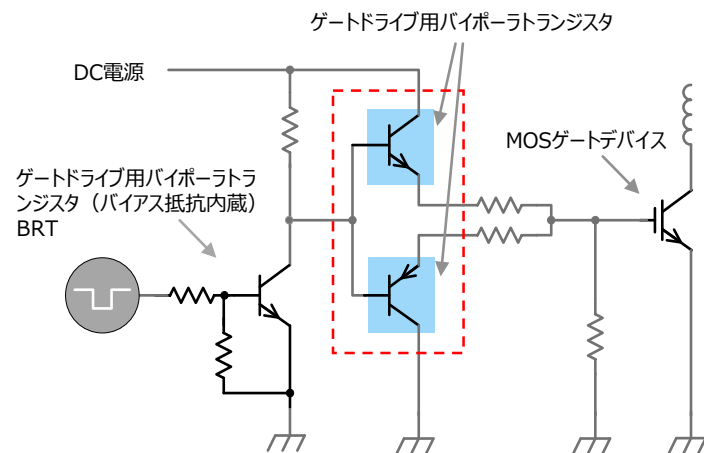 ゲートドライブ用バイポーラトランジスタ
DC電源
MOSゲートデバイス
ゲートドライブ用バイポーラトラ
ンジスタ（バイアス抵抗内蔵）
BRT